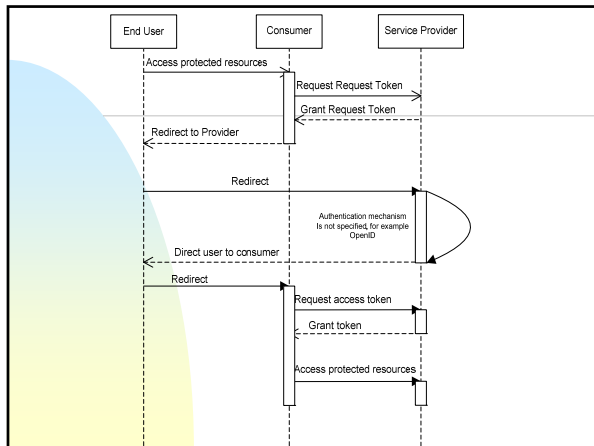 End User
Consumer
Service Provider
Access protected resources
Request Request Token
Grant Request Token
Redirect to Provider
Redirect
Authentication mechanism
Is not specified, for example
OpenID
Direct user to consumer
Redirect
Request access token
Grant token
Access protected resources